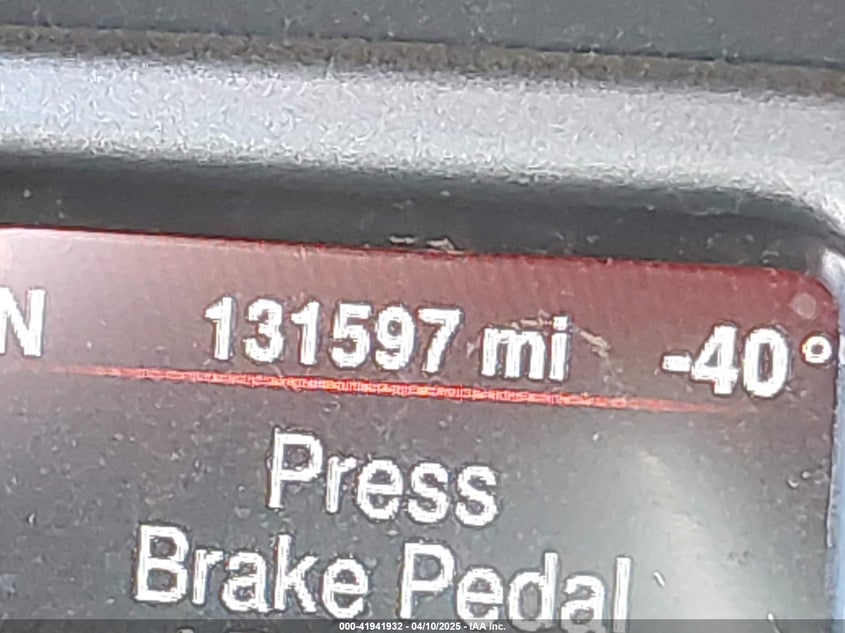 N 131597 mi -40°
Press
Brake Pedal
000-41941932 - 04/10/2025 - IAA Inc.